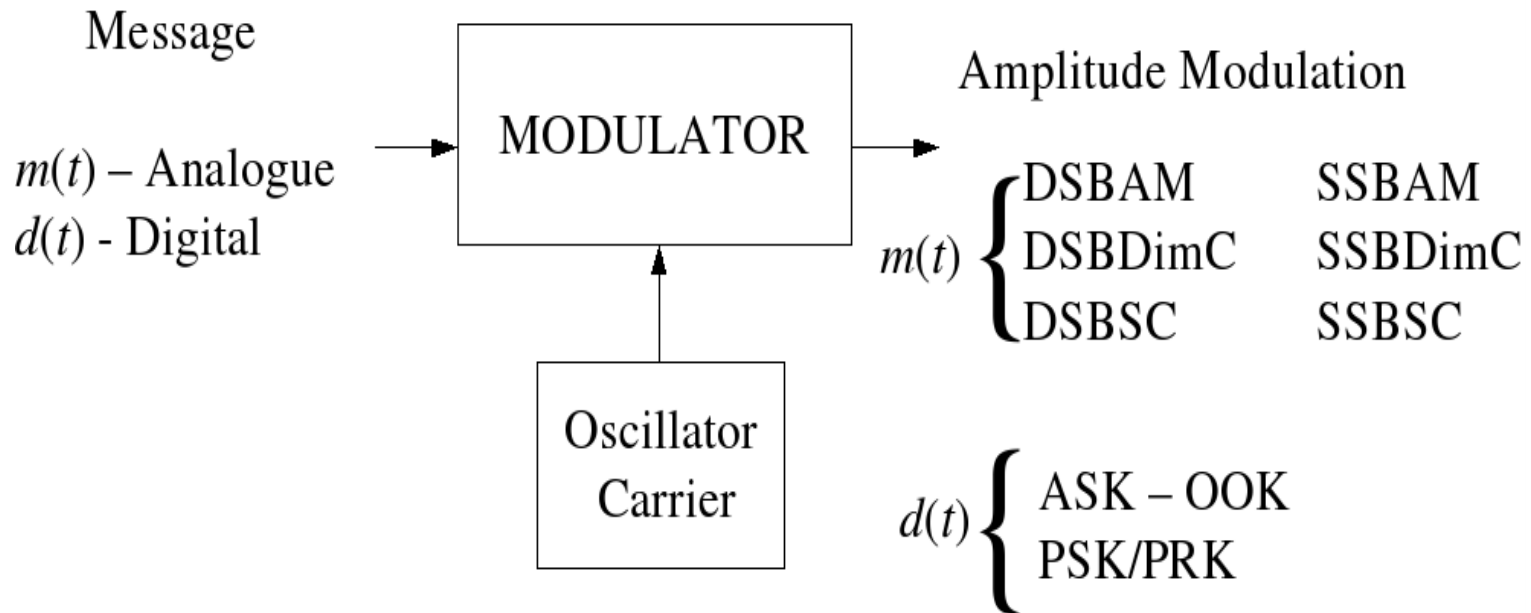 Message
m(t) – Analogue
d(t) - Digital
MODULATOR
Oscillator
Carrier
Amplitude Modulation
m(t)
DSBAM SSBAM
DSBDimC SSBDimC
DSBSC SSBSC
d(t)
ASK – OOK
PSK/PRK